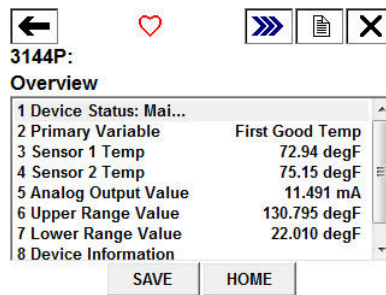 3144P:
Overview
1 Device Status: Mai...
2 Primary Variable First Good Temp
3 Sensor 1 Temp 72.94 degF
4 Sensor 2 Temp 75.15 degF
5 Analog Output Value 11.491 mA
6 Upper Range Value 130.795 degF
7 Lower Range Value 22.010 degF
8 Device Information
SAVE HOME